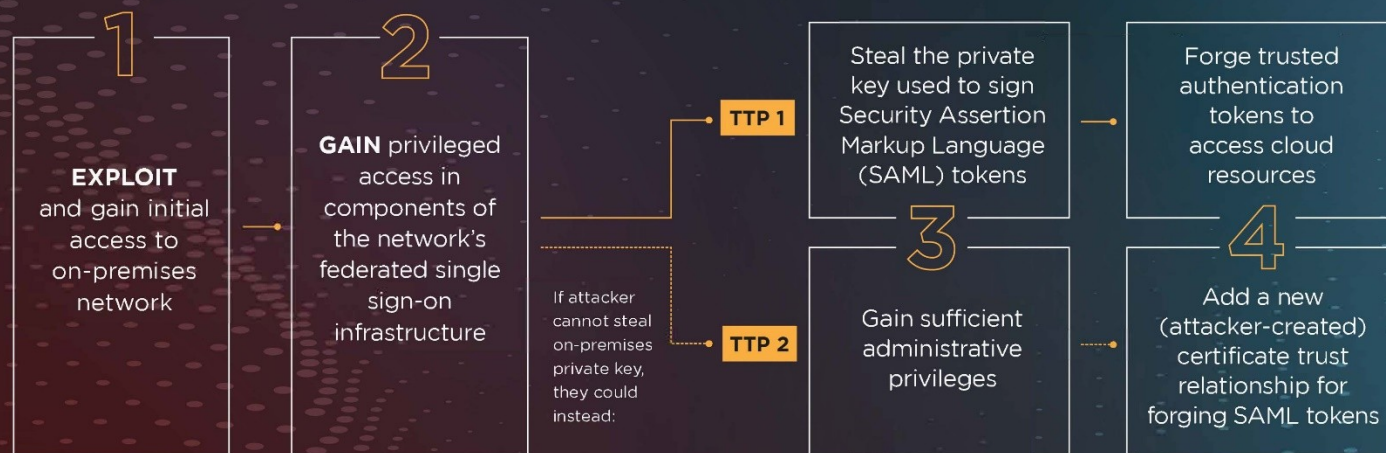 1
EXPLOIT
and gain initial
access to
on-premises
network
2
GAIN privileged
access in
components of
the network's
federated single
sign-on
infrastructure
If attacker
cannot steal
on-premises
private key,
they could
instead:
TTP 1
TTP 2
3
Steal the private
key used to sign
Security Assertion
Markup Language
(SAML) tokens
Gain sufficient
administrative
privileges
4
Forge trusted
authentication
tokens to
access cloud
resources
Add a new
(attacker-created)
certificate trust
relationship for
forging SAML tokens